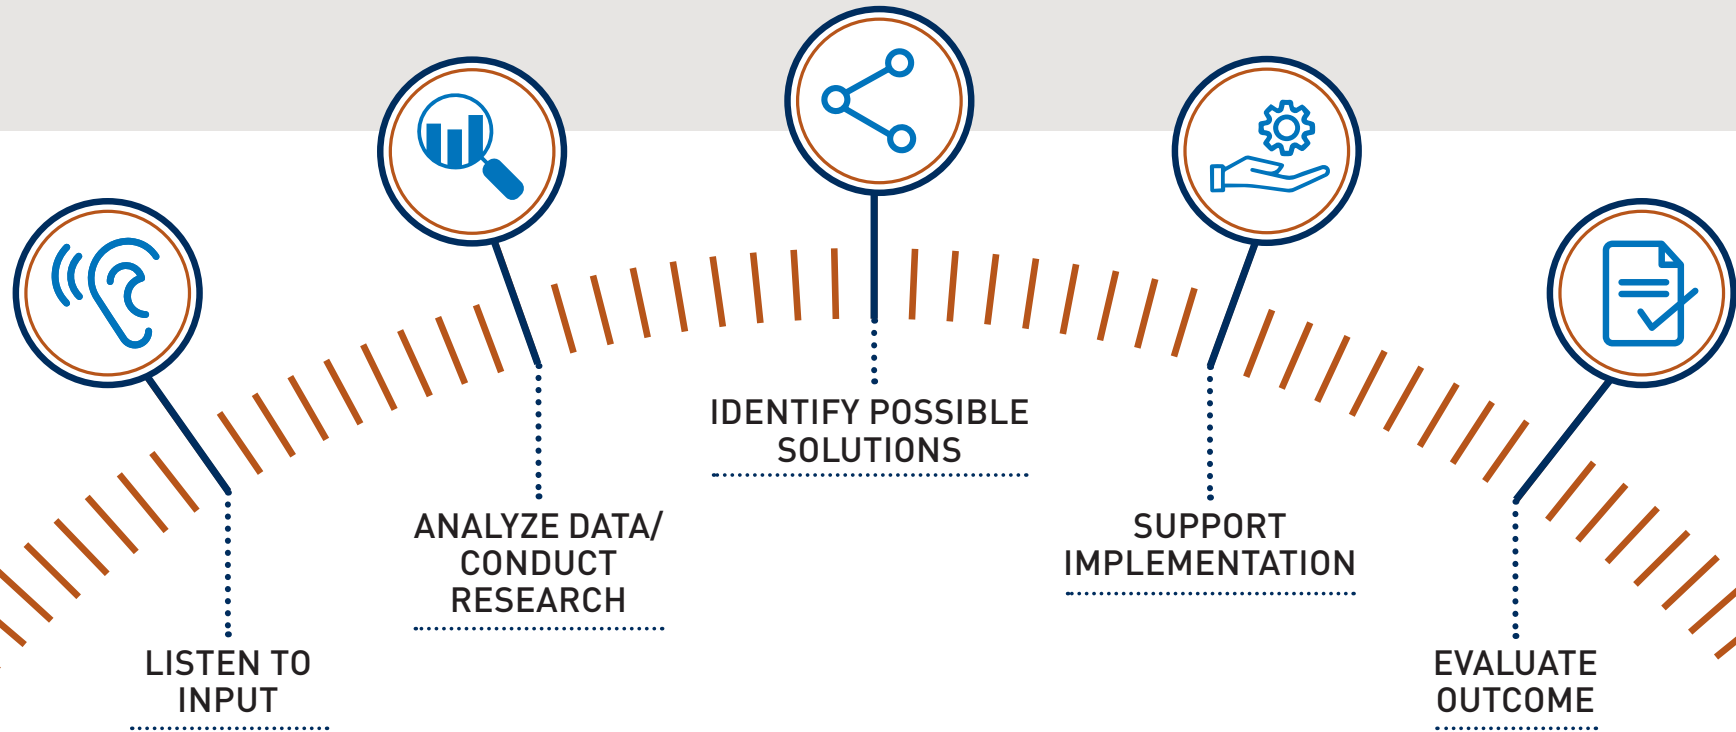 LISTEN TO
INPUT
ANALYZE DATA/
CONDUCT
RESEARCH
IDENTIFY POSSIBLE
SOLUTIONS
SUPPORT
IMPLEMENTATION
EVALUATE
OUTCOME